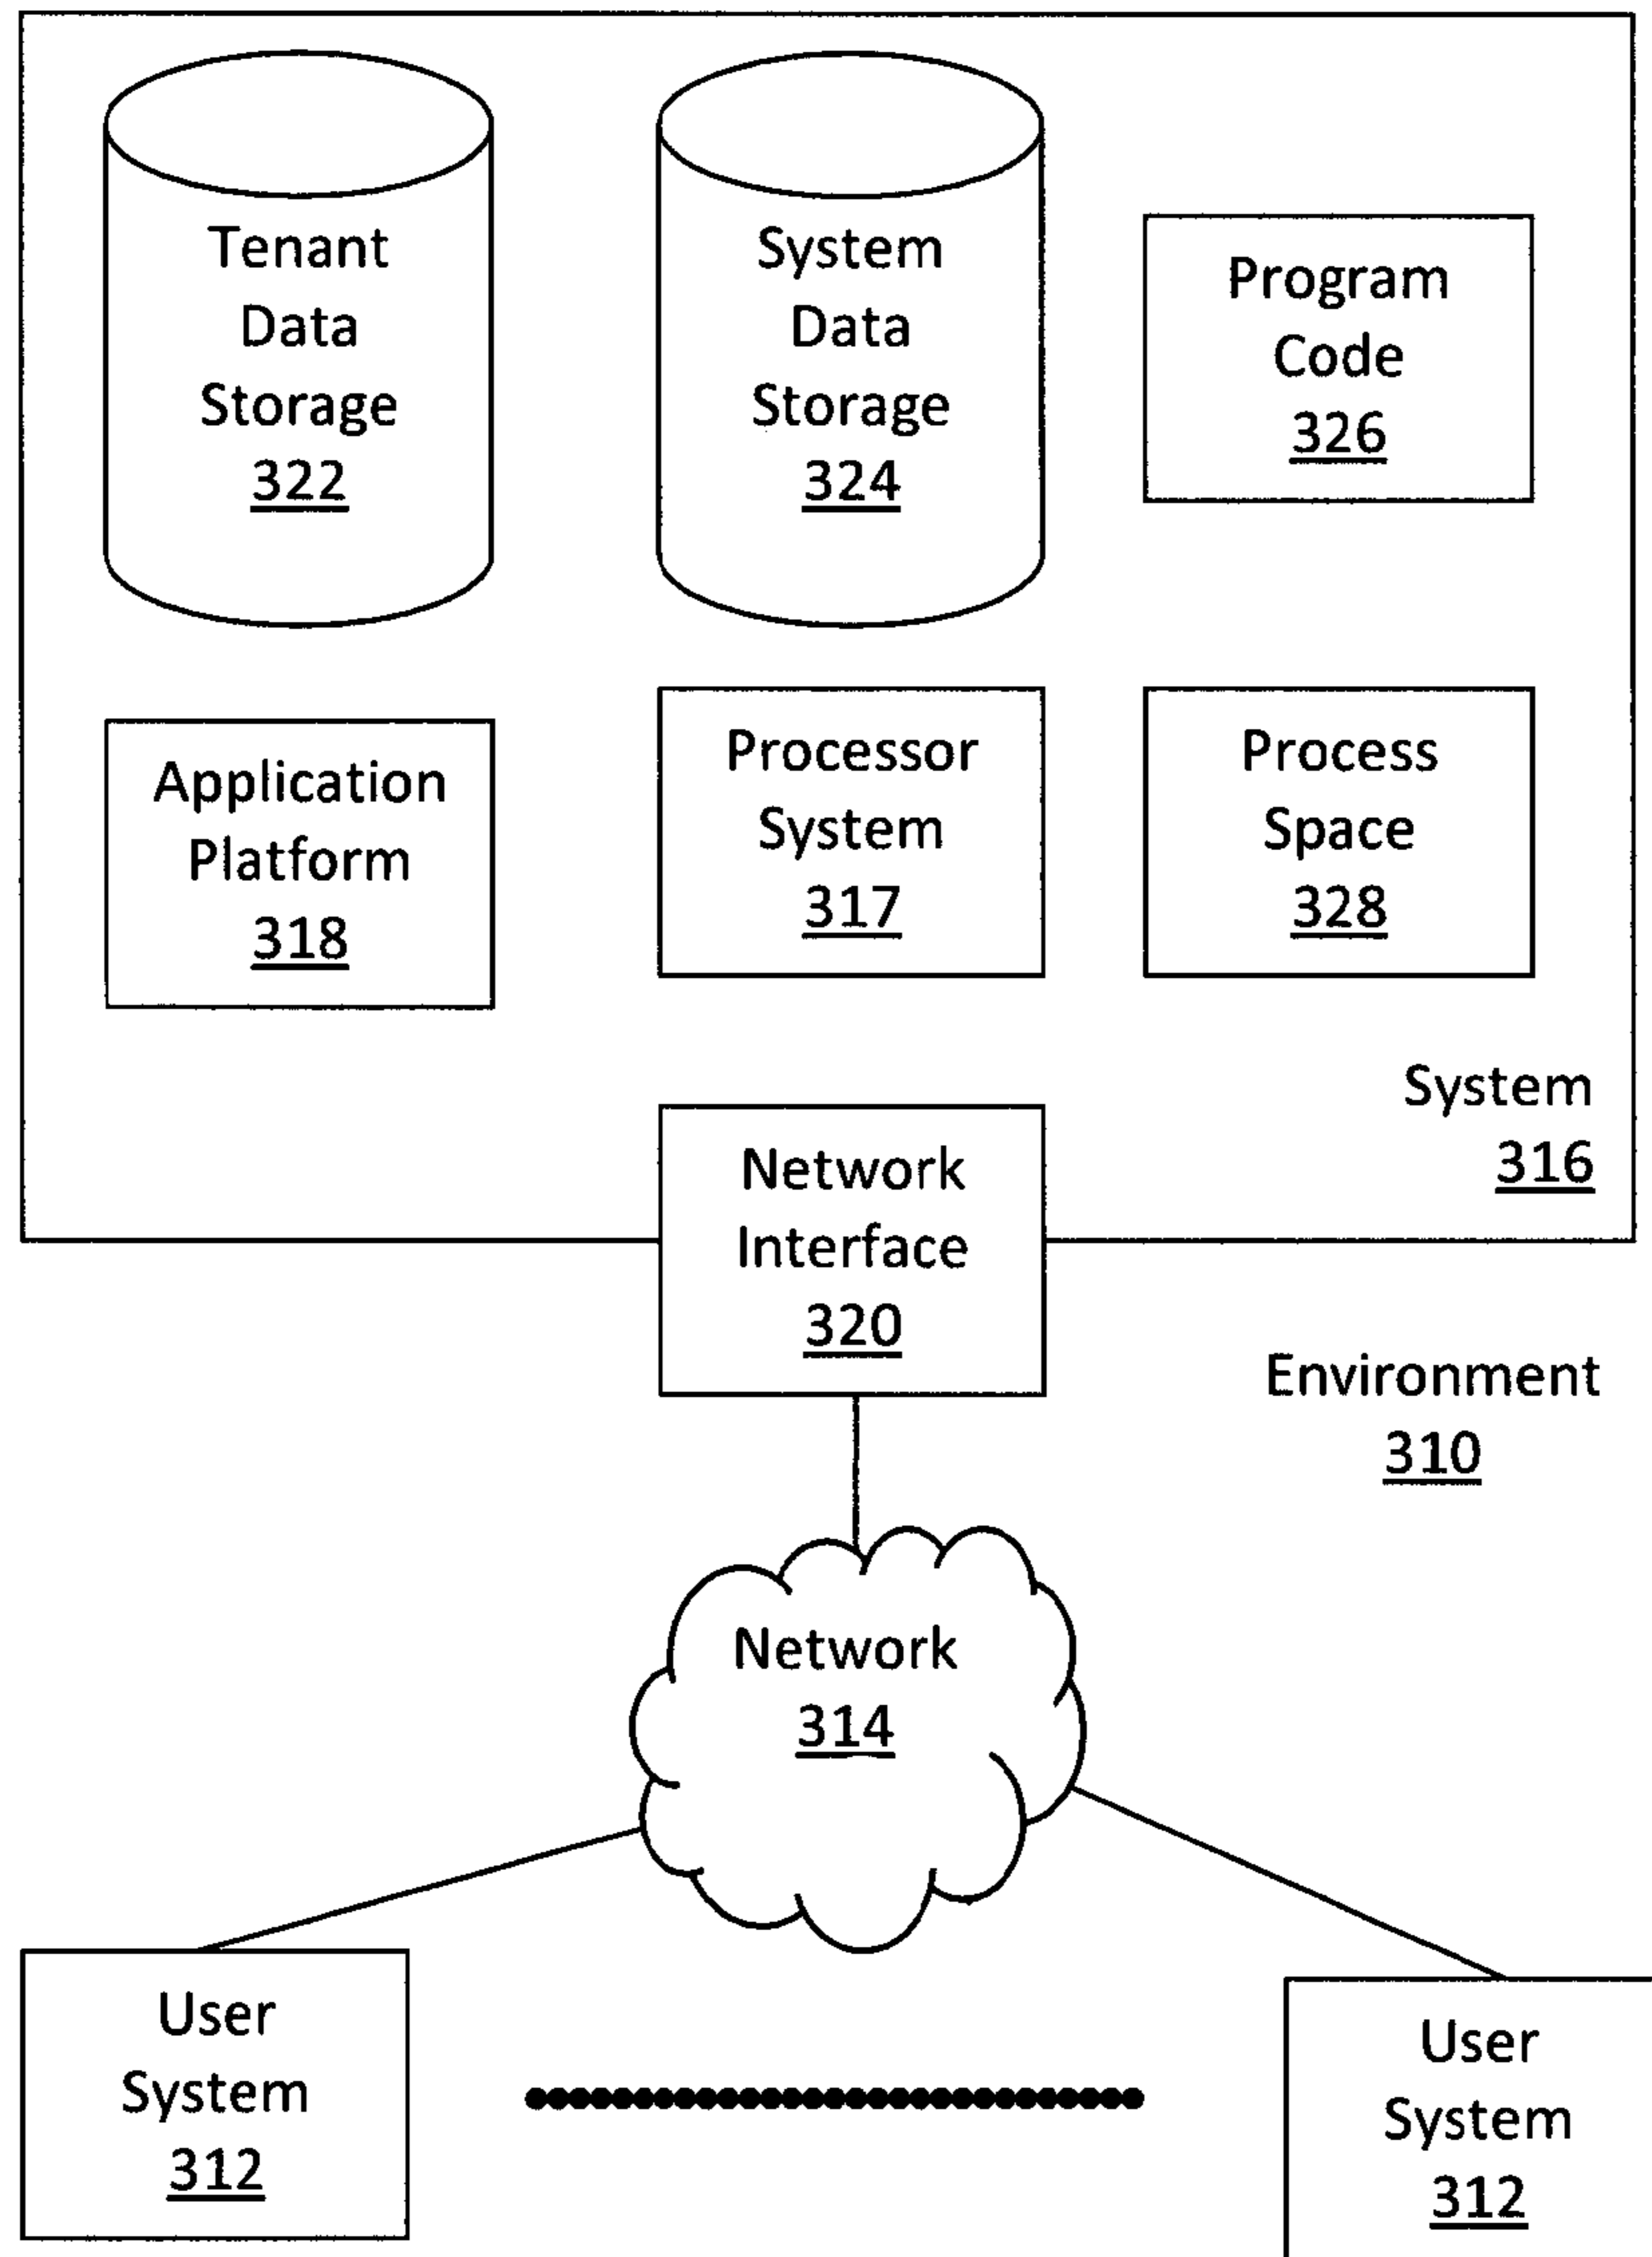 Tenant
Data
Storage
322
System
Data
Storage
324
Program
Code
326
Application
Platform
318
Processor
System
317
Process
Space
328
System
316
Network
Interface
320
Environment
310
Network
314
User
System
312
User
System
312